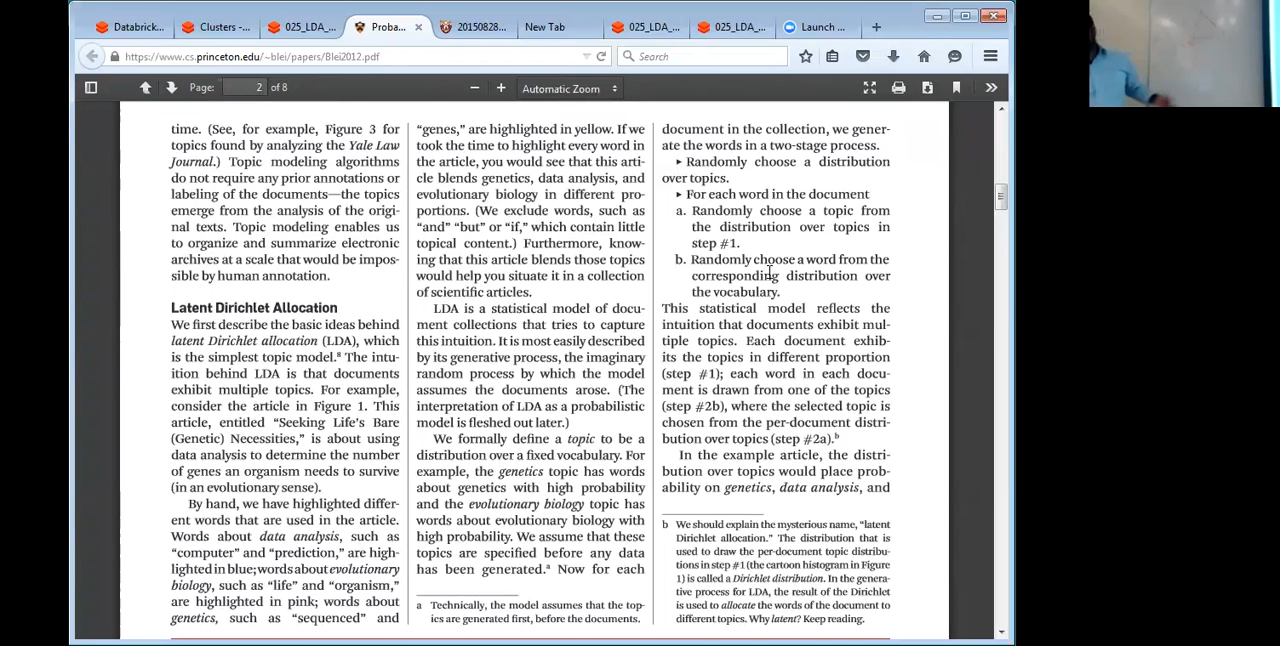 Databrick...
Clusters -...
025_LDA_...
Proba...
20150828...
New Tab
025_LDA_...
025_LDA_...
Launch ...
https://www.cs.princeton.edu/~blei/papers/Blei2012.pdf
Search
Page: 2 of 8
Automatic Zoom
time. (See, for example, Figure 3 for
topics found by analyzing the Yale Law
Journal.) Topic modeling algorithms
do not require any prior annotations or
labeling of the documents—the topics
emerge from the analysis of the origi-
nal texts. Topic modeling enables us
to organize and summarize electronic
archives at a scale that would be impos-
sible by human annotation.
Latent Dirichlet Allocation
We first describe the basic ideas behind
latent Dirichlet allocation (LDA), which
is the simplest topic model.8 The intu-
ition behind LDA is that documents
exhibit multiple topics. For example,
consider the article in Figure 1. This
article, entitled “Seeking Life’s Bare
(Genetic) Necessities,” is about using
data analysis to determine the number
of genes an organism needs to survive
(in an evolutionary sense).
By hand, we have highlighted differ-
ent words that are used in the article.
Words about data analysis, such as
“computer” and “prediction,” are high-
lighted in blue; words about evolutionary
biology, such as “life” and “organism,”
are highlighted in pink; words about
genetics, such as “sequenced” and
“genes,” are highlighted in yellow. If we
took the time to highlight every word in
the article, you would see that this arti-
cle blends genetics, data analysis, and
evolutionary biology in different pro-
portions. (We exclude words, such as
“and” “but” or “if,” which contain little
topical content.) Furthermore, know-
ing that this article blends those topics
would help you situate it in a collection
of scientific articles.
LDA is a statistical model of docu-
ment collections that tries to capture
this intuition. It is most easily described
by its generative process, the imaginary
random process by which the model
assumes the documents arose. (The
interpretation of LDA as a probabilistic
model is fleshed out later.)
We formally define a topic to be a
distribution over a fixed vocabulary. For
example, the genetics topic has words
about genetics with high probability
and the evolutionary biology topic has
words about evolutionary biology with
high probability. We assume that these
topics are specified before any data
has been generated.a Now for each
a Technically, the model assumes that the top-
ics are generated first, before the documents.
document in the collection, we gener-
ate the words in a two-stage process.
▸ Randomly choose a distribution
over topics.
▸ For each word in the document
a. Randomly choose a topic from
the distribution over topics in
step #1.
b. Randomly choose a word from the
corresponding distribution over
the vocabulary.
This statistical model reflects the
intuition that documents exhibit mul-
tiple topics. Each document exhib-
its the topics in different proportion
(step #1); each word in each docu-
ment is drawn from one of the topics
(step #2b), where the selected topic is
chosen from the per-document distri-
bution over topics (step #2a).b
In the example article, the distri-
bution over topics would place prob-
ability on genetics, data analysis, and
b We should explain the mysterious name, “latent
Dirichlet allocation.” The distribution that is
used to draw the per-document topic distribu-
tions in step #1 (the cartoon histogram in Figure
1) is called a Dirichlet distribution. In the genera-
tive process for LDA, the result of the Dirichlet
is used to allocate the words of the document to
different topics. Why latent? Keep reading.